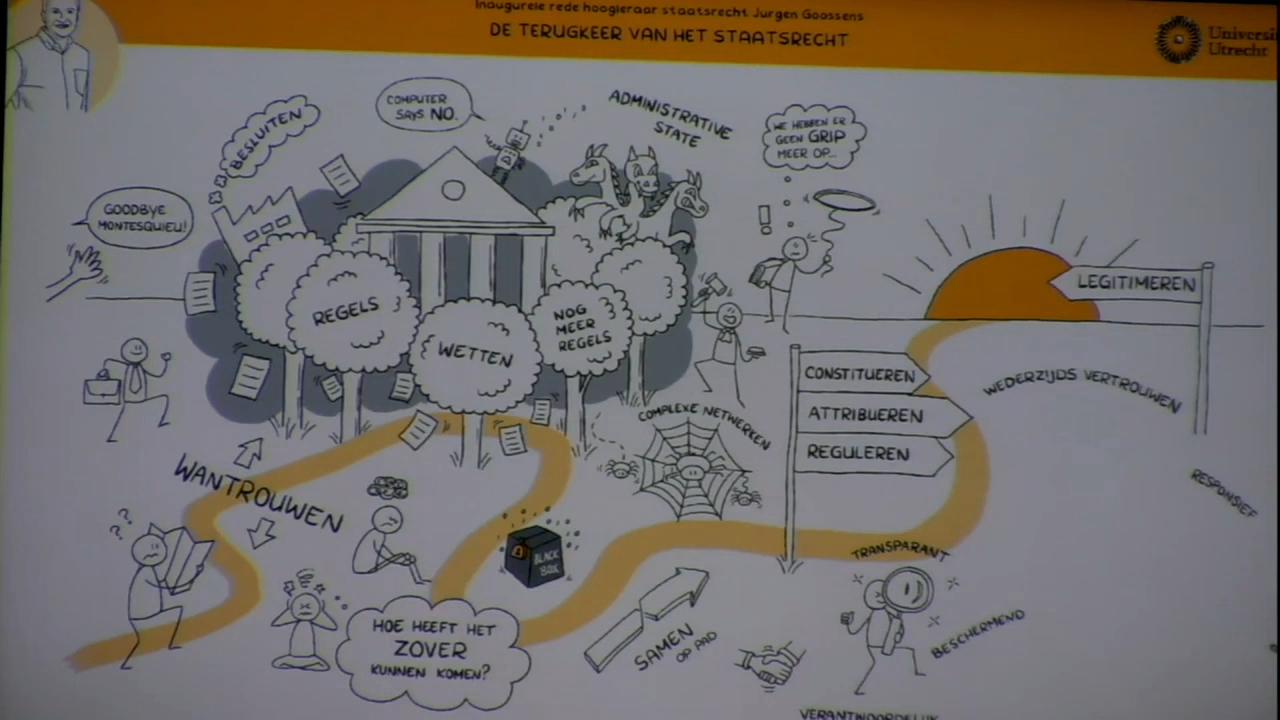 Inaugurele rede hoogleraar staatsrecht Jurgen Goossens
DE TERUGKEER VAN HET STAATSRECHT
Universi
Utrecht
BESLUITEN
COMPUTER
SAYS NO.
ADMINISTRATIVE
STATE
WE HEBBEN ER
GEEN GRIP
MEER OP...
GOODBYE
MONTESQUIEU!
REGELS
WETTEN
NOG
MEER
REGELS
LEGITIMEREN
CONSTITUEREN
ATTRIBUEREN
REGULEREN
WEDERZIJDS VERTROUWEN
COMPLEXE NETWERKEN
WANTROUWEN
RESPONSIEF
BLACK
BOX
TRANSPARANT
HOE HEEFT HET
ZOVER
KUNNEN KOMEN?
SAMEN
OP PAD
BESCHERMEND
VERANTWOORDELIJK